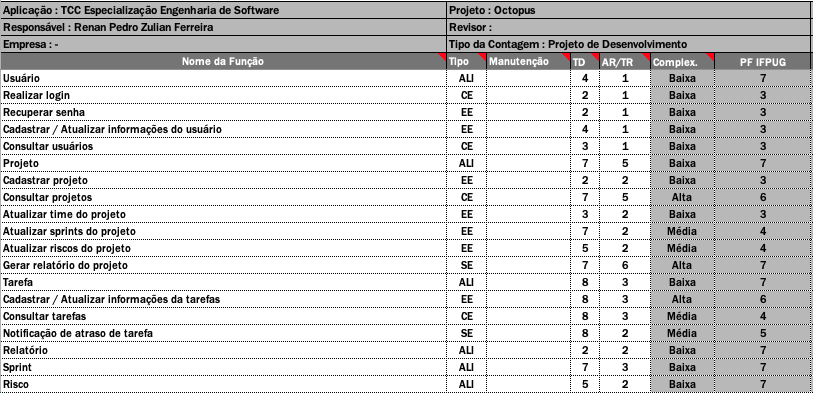 Aplicação : TCC Especialização Engenharia de Software Projeto : Octopus
Responsável : Renan Pedro Zulian Ferreira Revisor :
Empresa : - Tipo da Contagem : Projeto de Desenvolvimento
Nome da Função Tipo Manutenção TD AR/TR Complex. PF IFPUG
Usuário ALI 4 1 Baixa 7
Realizar login CE 2 1 Baixa 3
Recuperar senha EE 2 1 Baixa 3
Cadastrar / Atualizar informações do usuário EE 4 1 Baixa 3
Consultar usuários CE 3 1 Baixa 3
Projeto ALI 7 5 Baixa 7
Cadastrar projeto EE 2 2 Baixa 3
Consultar projetos CE 7 5 Alta 6
Atualizar time do projeto EE 3 2 Baixa 3
Atualizar sprints do projeto EE 7 2 Média 4
Atualizar riscos do projeto EE 5 2 Média 4
Gerar relatório do projeto SE 7 6 Alta 7
Tarefa ALI 8 3 Baixa 7
Cadastrar / Atualizar informações da tarefas EE 8 3 Alta 6
Consultar tarefas CE 8 3 Média 4
Notificação de atraso de tarefa SE 8 2 Média 5
Relatório ALI 2 2 Baixa 7
Sprint ALI 7 3 Baixa 7
Risco ALI 5 2 Baixa 7